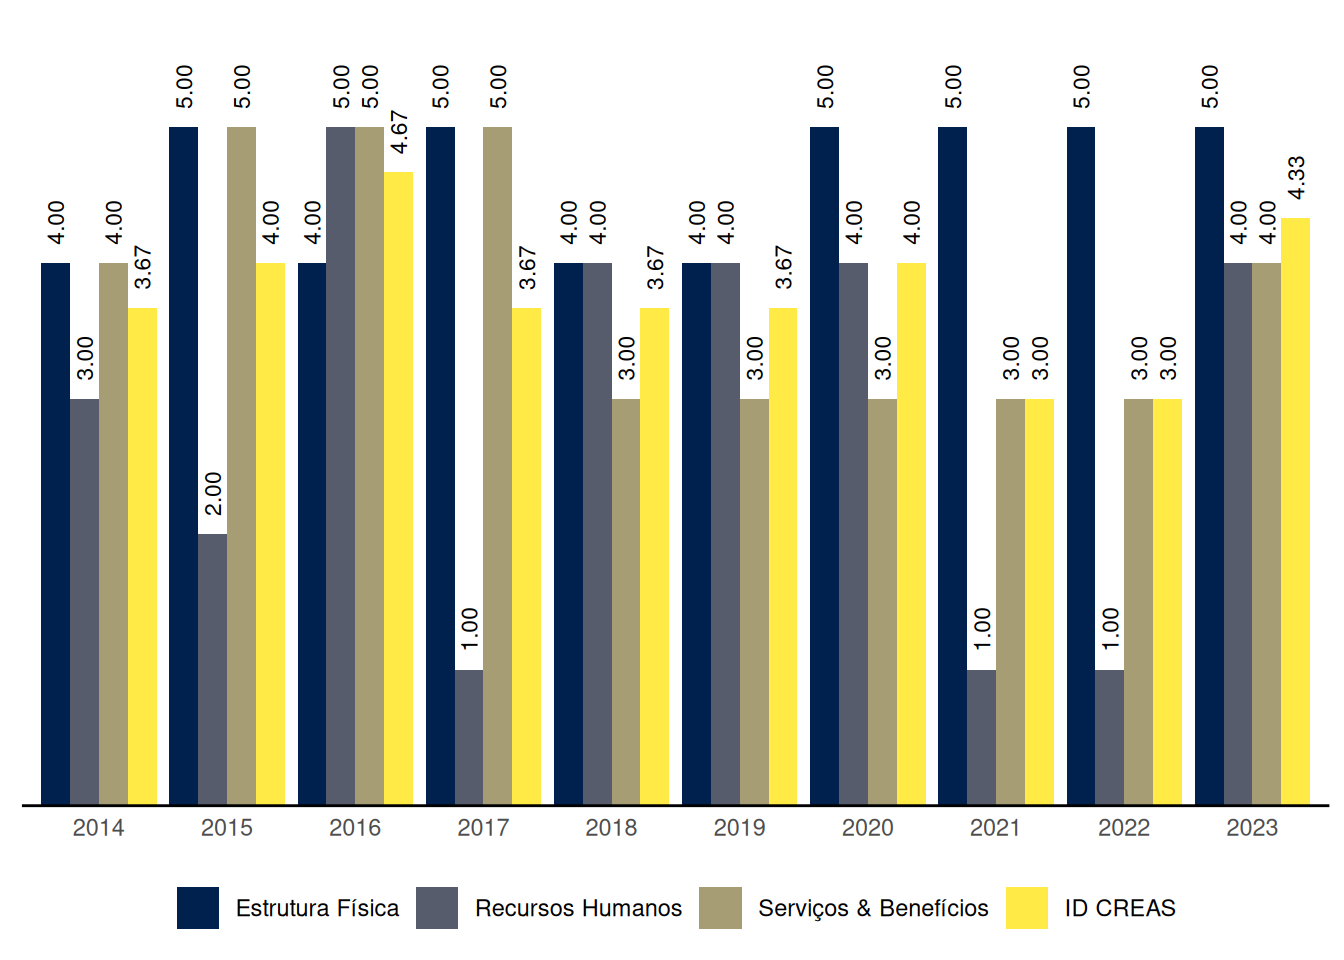 5.00 5.00 5.00 5.00 5.00 5.00 5.00 5.00 5.00 5.00
4.67
4.33
4.00 4.00 4.00 4.00 4.00 4.00 4.00 4.00 4.00 4.00 4.00 4.00
3.67 3.67 3.67 3.67
3.00 3.00 3.00 3.00 3.00 3.00 3.00 3.00
2.00
1.00 1.00 1.00
2014 2015 2016 2017 2018 2019 2020 2021 2022 2023
Estrutura Física Recursos Humanos Serviços & Benefícios ID CREAS